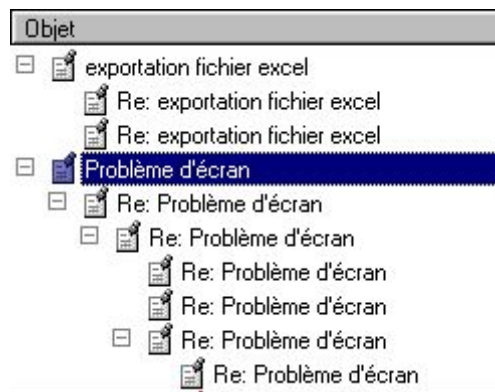 Objet
exportation fichier excel
Re: exportation fichier excel
Re: exportation fichier excel
Problème d'écran
Re: Problème d'écran
Re: Problème d'écran
Re: Problème d'écran
Re: Problème d'écran
Re: Problème d'écran
Re: Problème d'écran